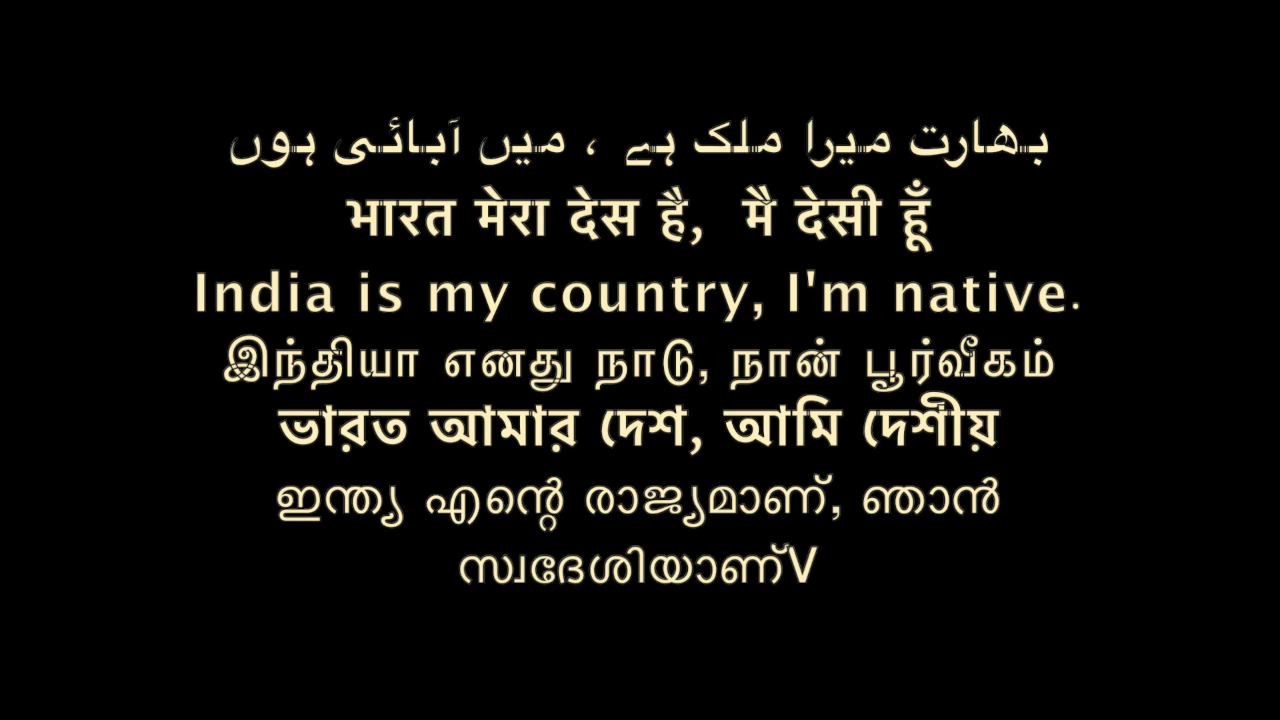 بھارت میرا ملک ہے ، میں آبائی ہوں
भारत मेरा देस है, मै देसी हूँ
India is my country, I'm native.
இந்தியா எனது நாடு, நான் பூர்வீகம்
ভারত আমার দেশ, আমি দেশীয়
ഇന്ത്യ എന്റെ രാജ്യമാണ്, ഞാൻ
സ്വദേശിയാണ്V